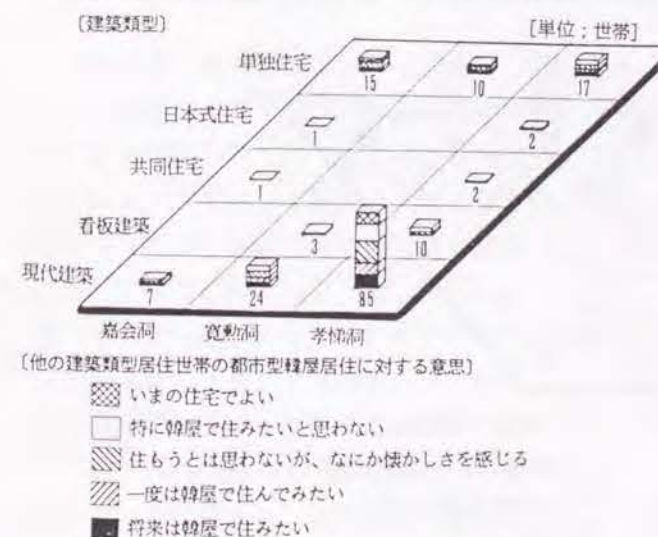 〔建築類型〕
[単位；世帯]
単独住宅
15
10
17
日本式住宅
1
2
共同住宅
1
2
看板建築
3
10
現代建築
7
24
85
嘉会洞
寛勳洞
孝悌洞
〔他の建築類型居住世帯の都市型韓屋居住に対する意思〕
いまの住宅でよい
特に韓屋で住みたいと思わない
住もうとは思わないが、なにか懐かしさを感じる
一度は韓屋で住んでみたい
将来は韓屋で住みたい